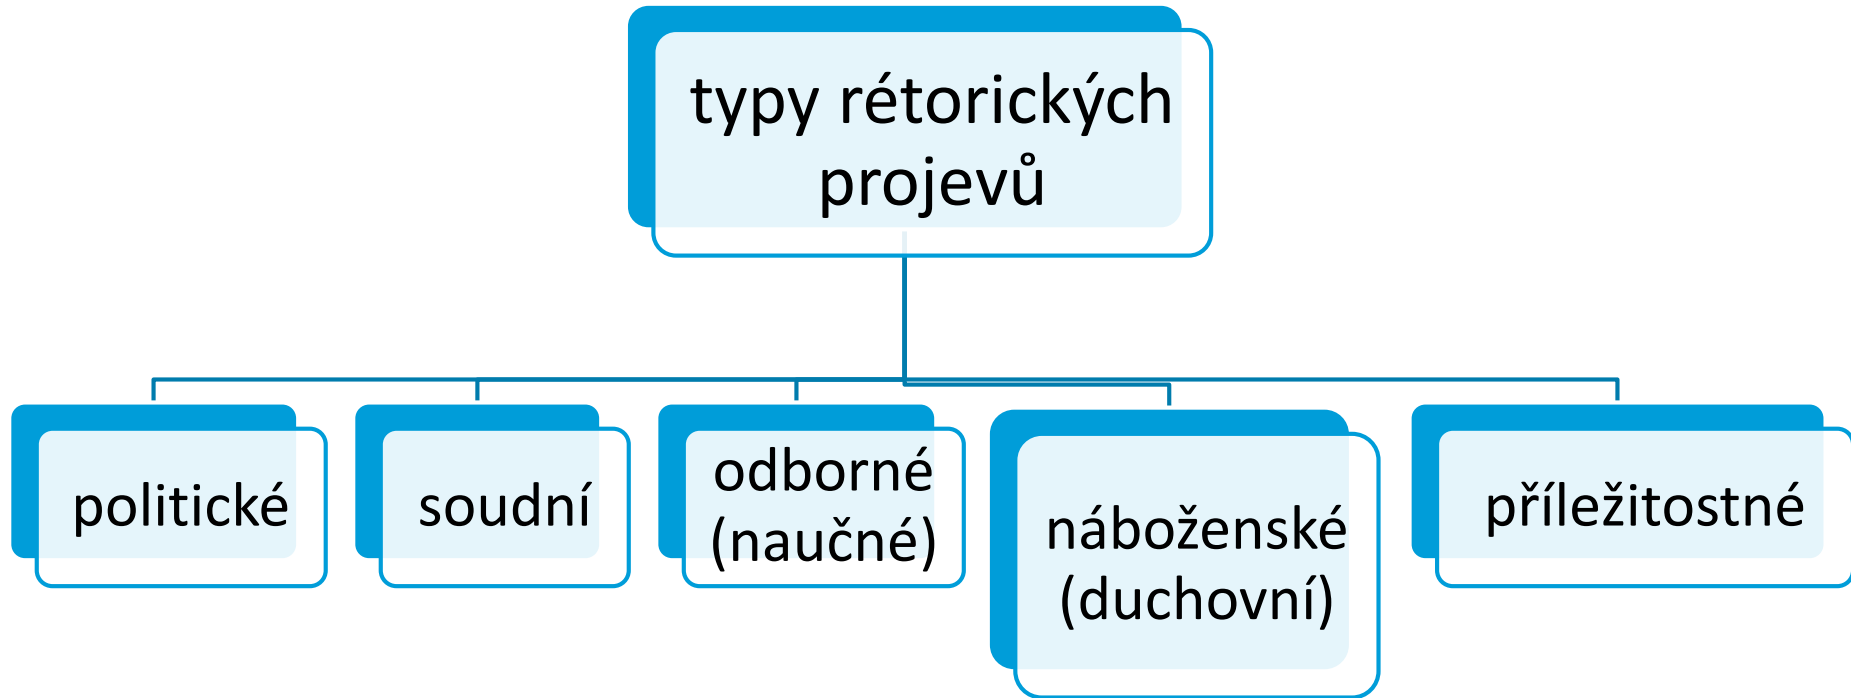 typy rétorických
projevů
politické
soudní
odborné
(naučné)
náboženské
(duchovní)
příležitostné